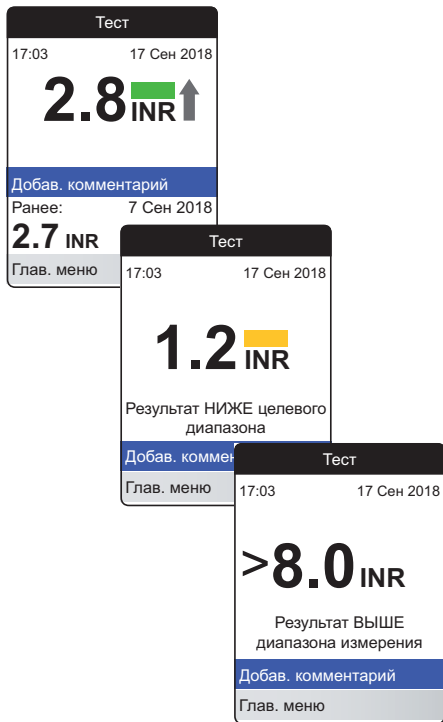 Тест
17:03 17 Сен 2018
2.8 INR
Добав. комментарий
Ранее: 7 Сен 2018
2.7 INR
Глав. меню
Тест
17:03 17 Сен 2018
1.2 INR
Результат НИЖЕ целевого
диапазона
Добав. коммен
Глав. меню
Тест
17:03 17 Сен 2018
>8.0 INR
Результат ВЫШЕ
диапазона измерения
Добав. комментарий
Глав. меню